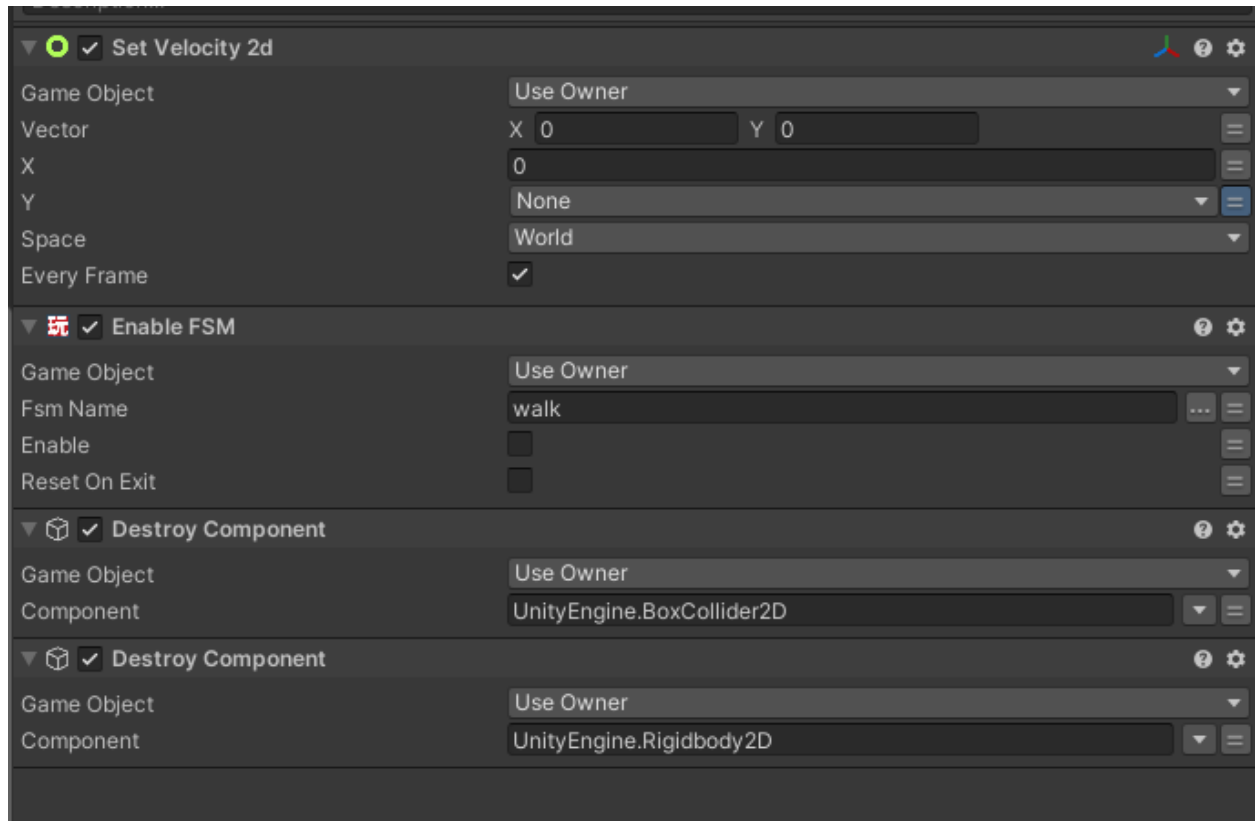 Description...
Set Velocity 2d
Game Object Use Owner
Vector X 0 Y 0
X 0
Y None
Space World
Every Frame
玩 Enable FSM
Game Object Use Owner
Fsm Name walk ...
Enable
Reset On Exit
Destroy Component
Game Object Use Owner
Component UnityEngine.BoxCollider2D
Destroy Component
Game Object Use Owner
Component UnityEngine.Rigidbody2D